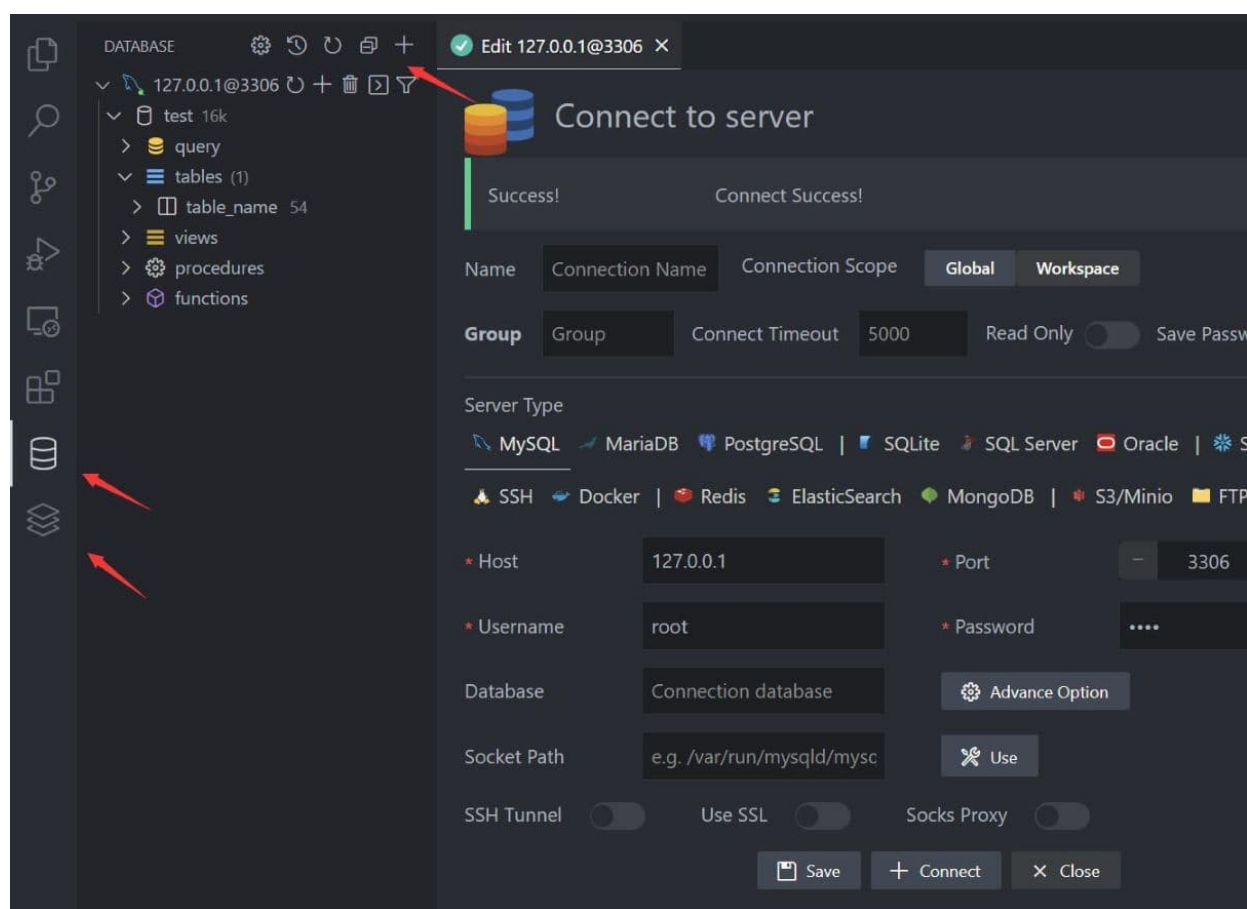 DATABASE
127.0.0.1@3306
test 16k
query
tables (1)
table_name 54
views
procedures
functions
Edit 127.0.0.1@3306
Connect to server
Success! Connect Success!
Name Connection Name Connection Scope Global Workspace
Group Group Connect Timeout 5000 Read Only Save Passw
Server Type
MySQL MariaDB PostgreSQL | SQLite SQL Server Oracle | S
SSH Docker | Redis ElasticSearch MongoDB | S3/Minio FTP
* Host 127.0.0.1 * Port 3306
* Username root * Password ••••
Database Connection database Advance Option
Socket Path e.g. /var/run/mysqld/mysc Use
SSH Tunnel Use SSL Socks Proxy
Save Connect Close